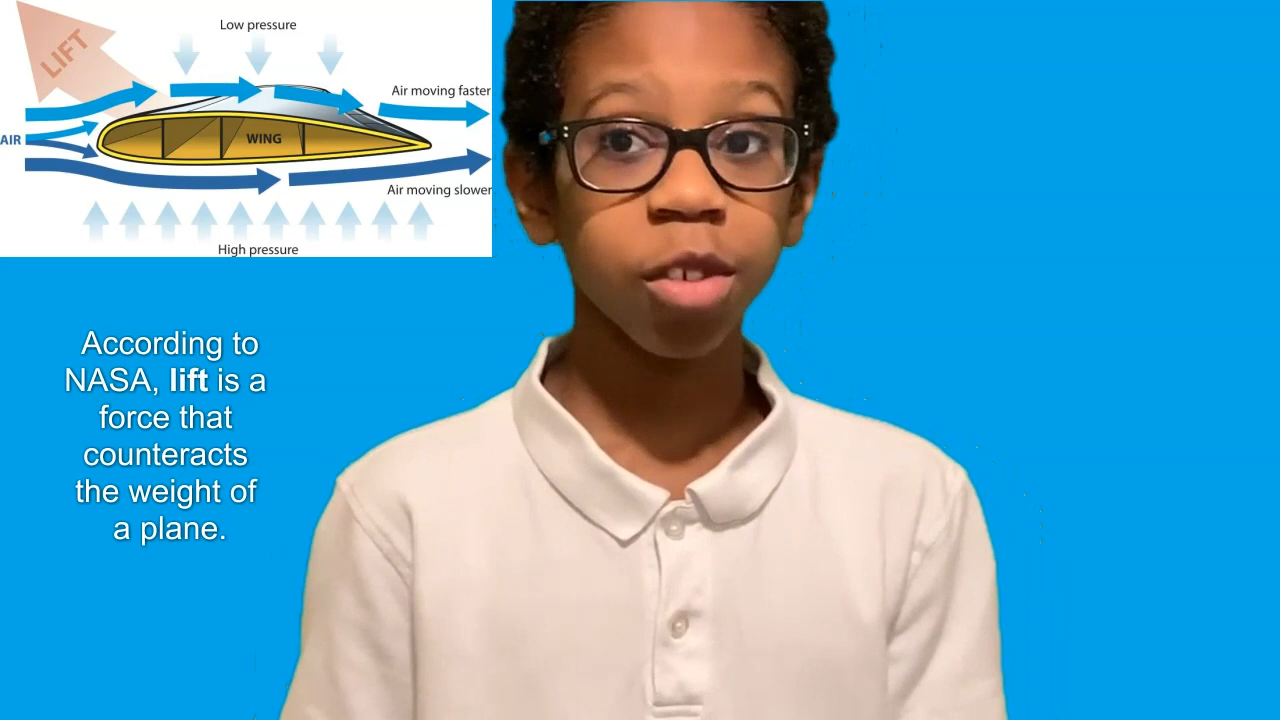 LIFT
Low pressure
Air moving faster
AIR
WING
Air moving slower
High pressure
According to
NASA, lift is a
force that
counteracts
the weight of
a plane.